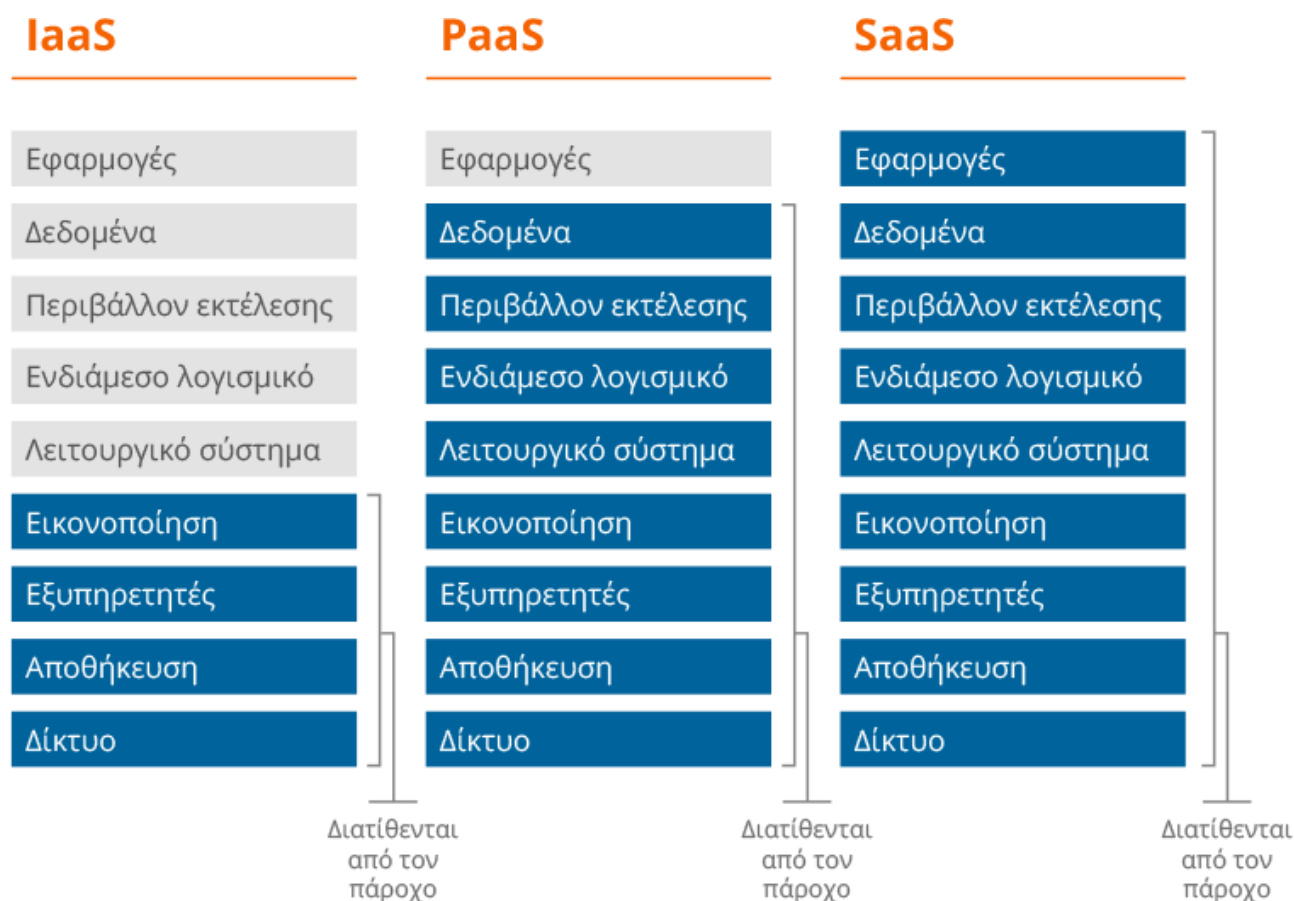 IaaS
Εφαρμογές
Δεδομένα
Περιβάλλον εκτέλεσης
Ενδιάμεσο λογισμικό
Λειτουργικό σύστημα
Εικονοποίηση
Εξυπηρετητές
Αποθήκευση
Δίκτυο
Διατίθενται
από τον
πάροχο
PaaS
Εφαρμογές
Δεδομένα
Περιβάλλον εκτέλεσης
Ενδιάμεσο λογισμικό
Λειτουργικό σύστημα
Εικονοποίηση
Εξυπηρετητές
Αποθήκευση
Δίκτυο
Διατίθενται
από τον
πάροχο
SaaS
Εφαρμογές
Δεδομένα
Περιβάλλον εκτέλεσης
Ενδιάμεσο λογισμικό
Λειτουργικό σύστημα
Εικονοποίηση
Εξυπηρετητές
Αποθήκευση
Δίκτυο
Διατίθενται
από τον
πάροχο